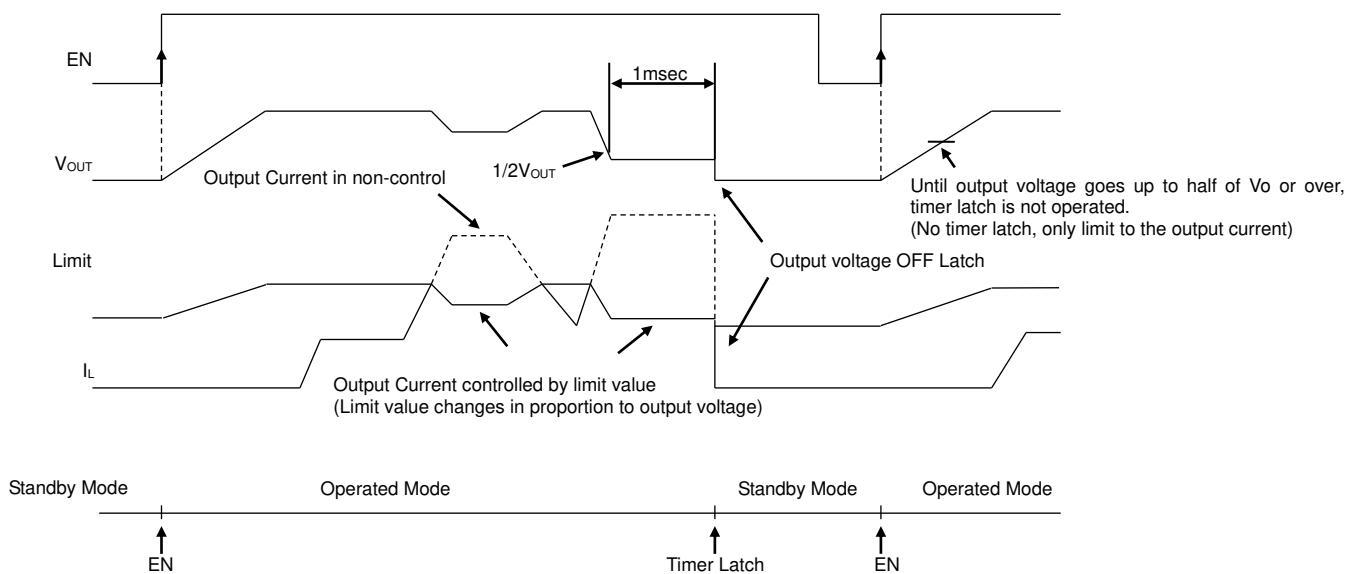 EN
1msec
VOUT
1/2VOUT
Output Current in non-control
Until output voltage goes up to half of Vo or over,
timer latch is not operated.
(No timer latch, only limit to the output current)
Limit
Output voltage OFF Latch
IL
Output Current controlled by limit value
(Limit value changes in proportion to output voltage)
Standby Mode
Operated Mode
Standby Mode
Operated Mode
EN
Timer Latch
EN